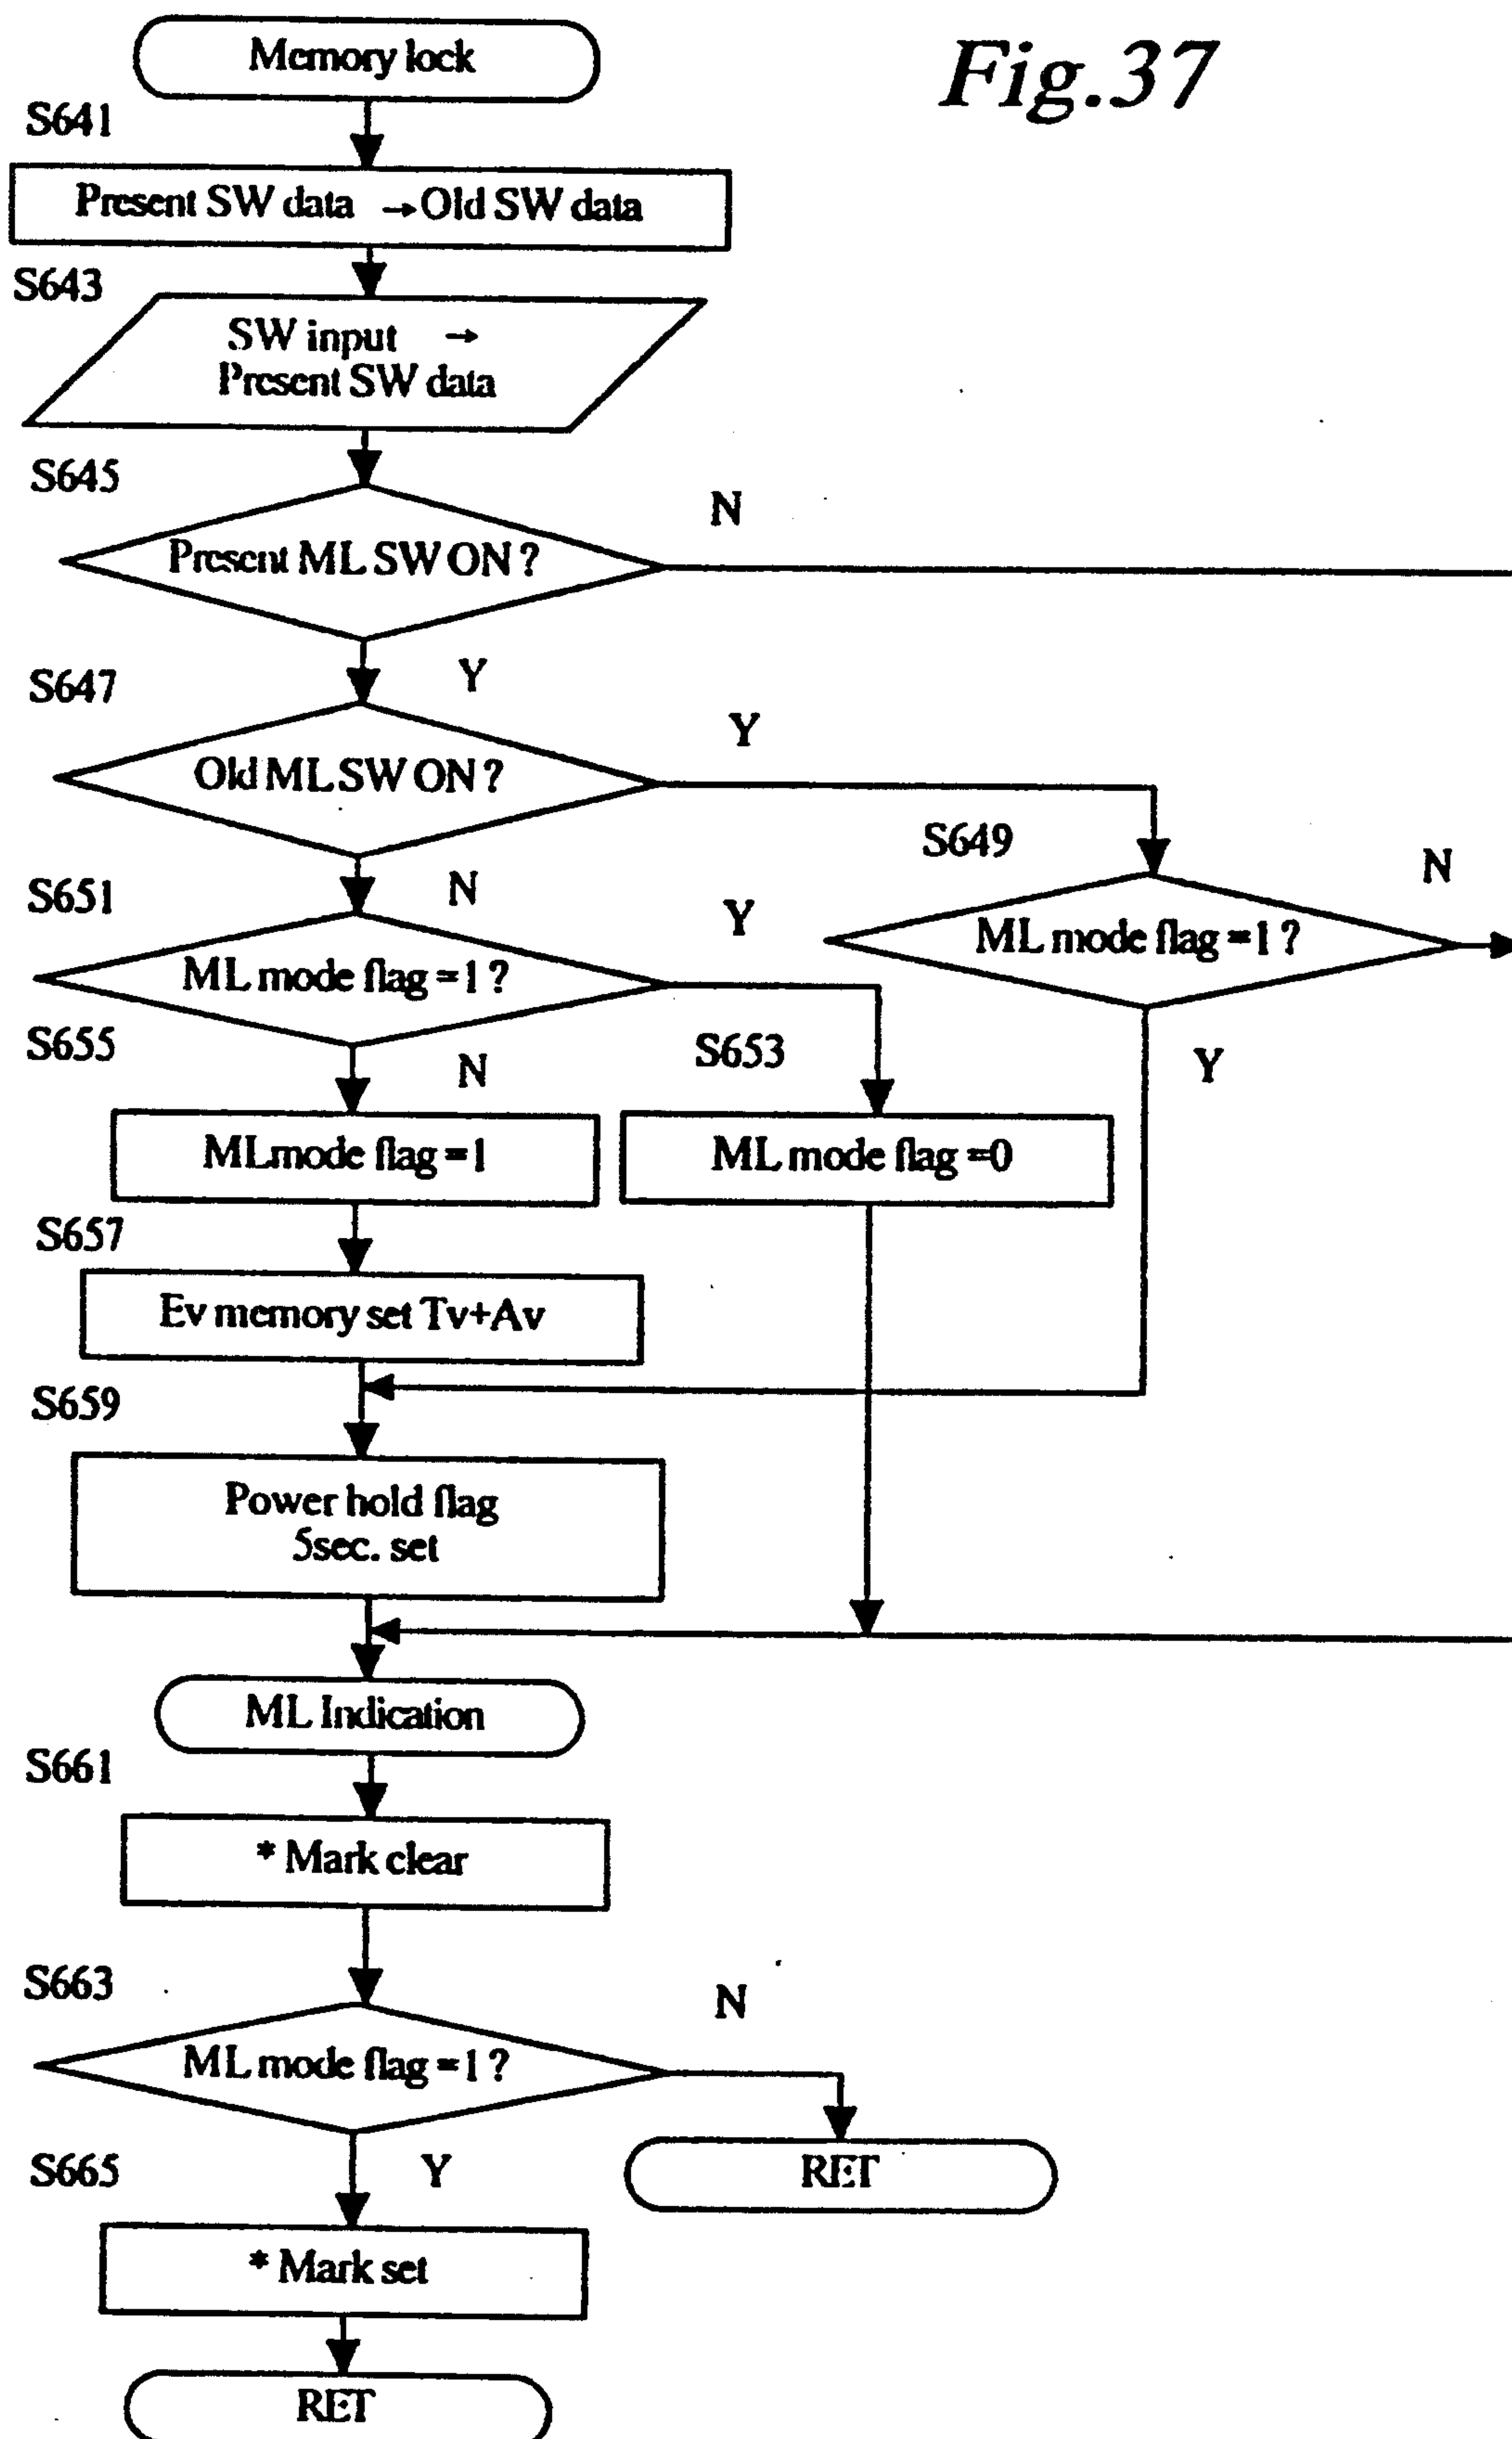 Fig.37
Memory lock
S641
Present SW data →Old SW data
S643
SW input →
Present SW data
S645
N
Present ML SW ON ?
Y
S647
Y
Old ML SW ON ?
S649
N
N
S651
Y
ML mode flag =1 ?
ML mode flag =1 ?
S655
N
S653
Y
MLmode flag =1
ML mode flag =0
S657
Ev memory set Tv+Av
S659
Power hold flag
5sec. set
ML Indication
S661
* Mark clear
S663
N
ML mode flag =1 ?
S665
Y
RET
* Mark set
RET